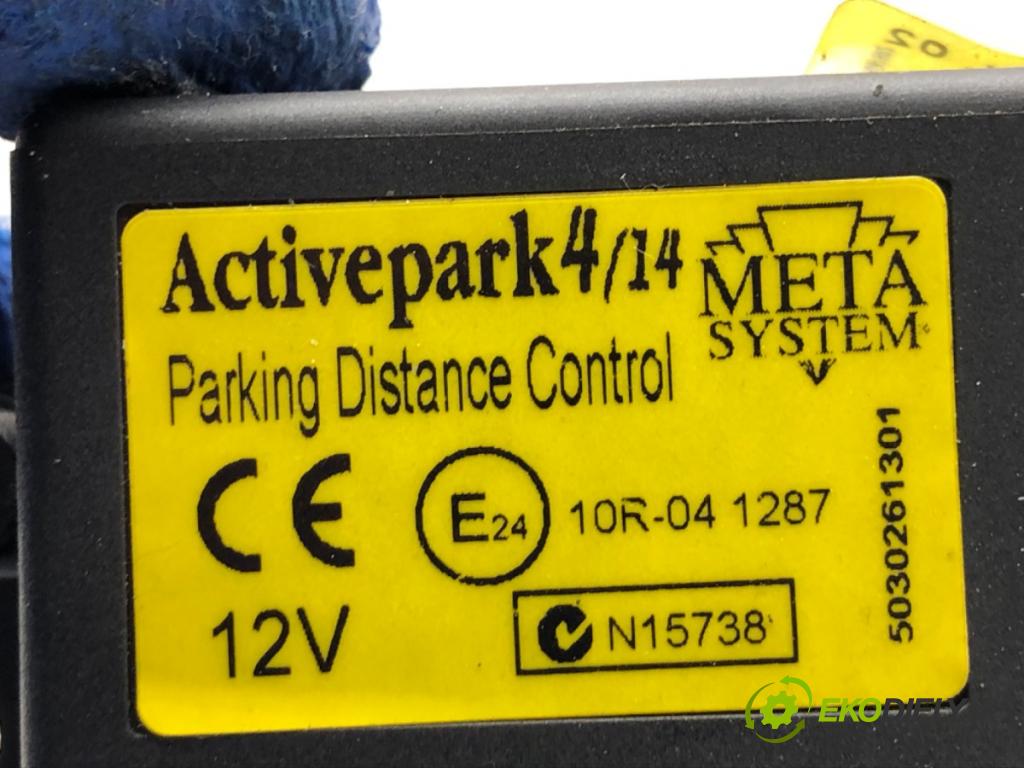 Activepark4/14
META
SYSTEM
Parking Distance Control
CE
E24
10R-04 1287
12V
N15738
5030261301
EKODIELY